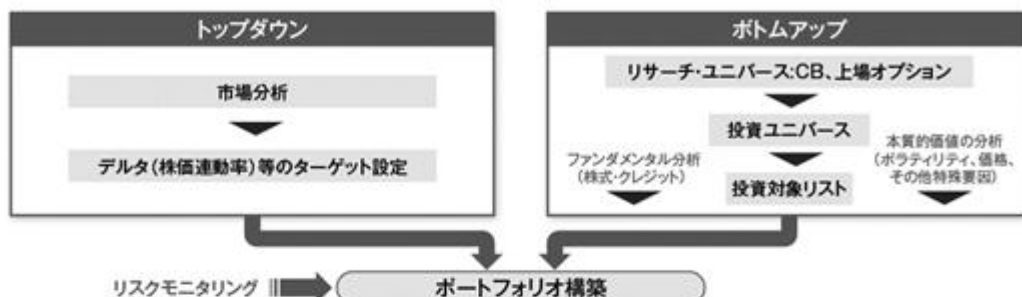 トップダウン
市場分析
デルタ(株価連動率)等のターゲット設定
ボトムアップ
リサーチ・ユニバース:CB、上場オプション
投資ユニバース
ファンダメンタル分析
(株式・クレジット)
本質的価値の分析
(ボラティリティ、価格、
その他特殊要因)
投資対象リスト
リスクモニタリング
ポートフォリオ構築